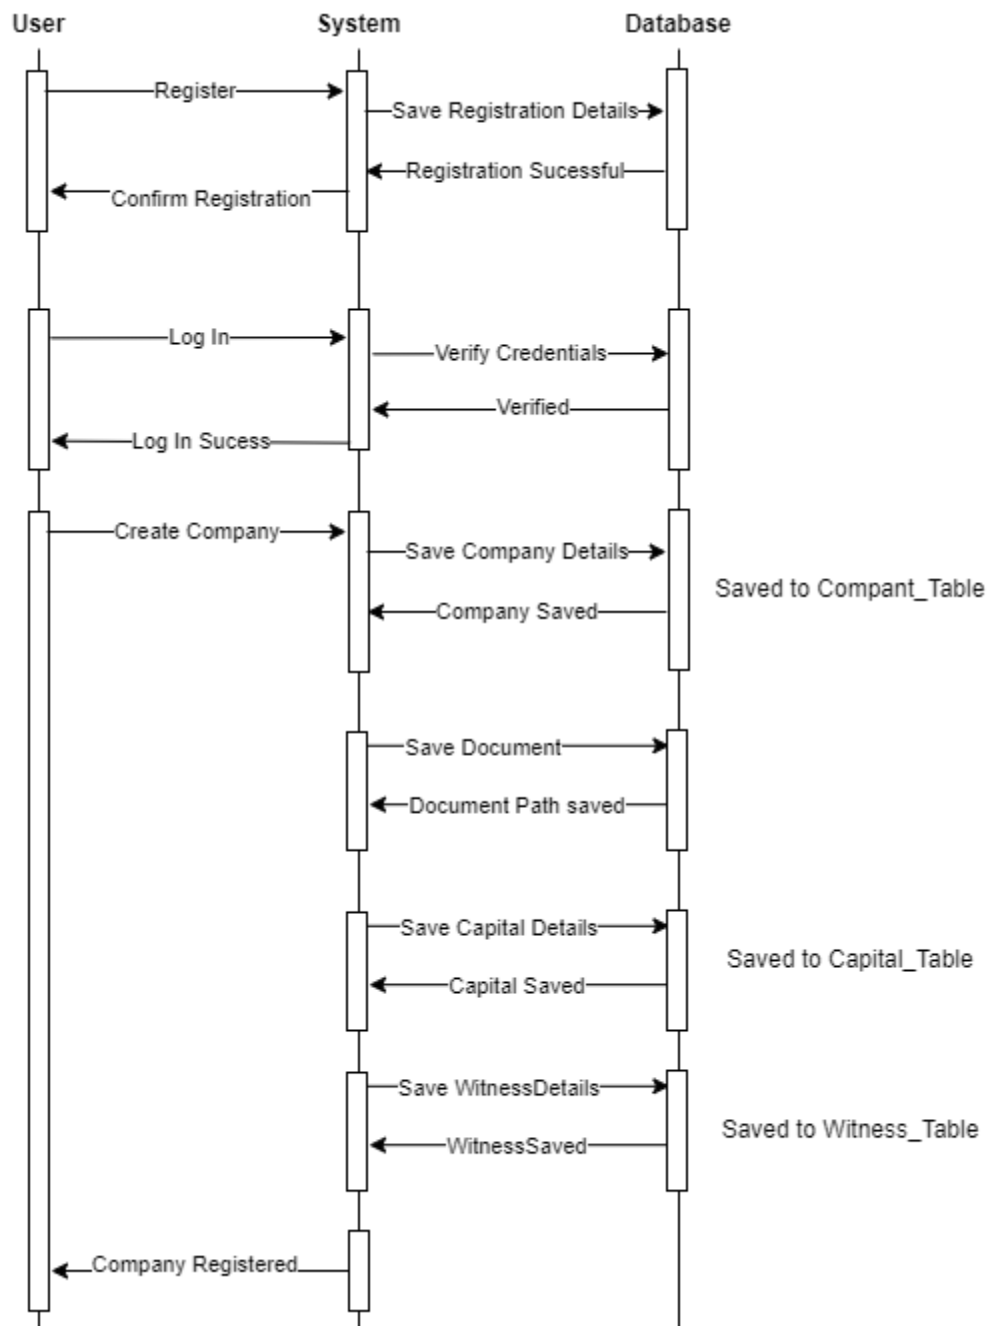 User
System
Database
Register
Save Registration Details
Registration Sucessful
Confirm Registration
Log In
Verify Credentials
Verified
Log In Sucess
Create Company
Save Company Details
Saved to Compant_Table
Company Saved
Save Document
Document Path saved
Save Capital Details
Saved to Capital_Table
Capital Saved
Save WitnessDetails
Saved to Witness_Table
WitnessSaved
Company Registered